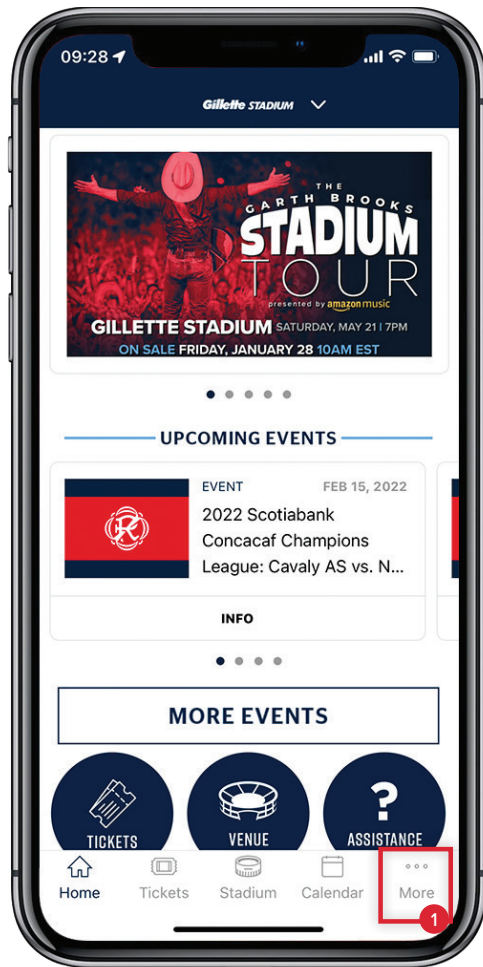 09:28
Gillette STADIUM
THE
GARTH BROOKS
STADIUM
TOUR
presented by amazon music
GILLETTE STADIUM SATURDAY, MAY 21 | 7PM
ON SALE FRIDAY, JANUARY 28 10AM EST
UPCOMING EVENTS
EVENT FEB 15, 2022
2022 Scotiabank
Concacaf Champions
League: Cavaly AS vs. N...
INFO
MORE EVENTS
TICKETS VENUE ? ASSISTANCE
Home Tickets Stadium Calendar More
1